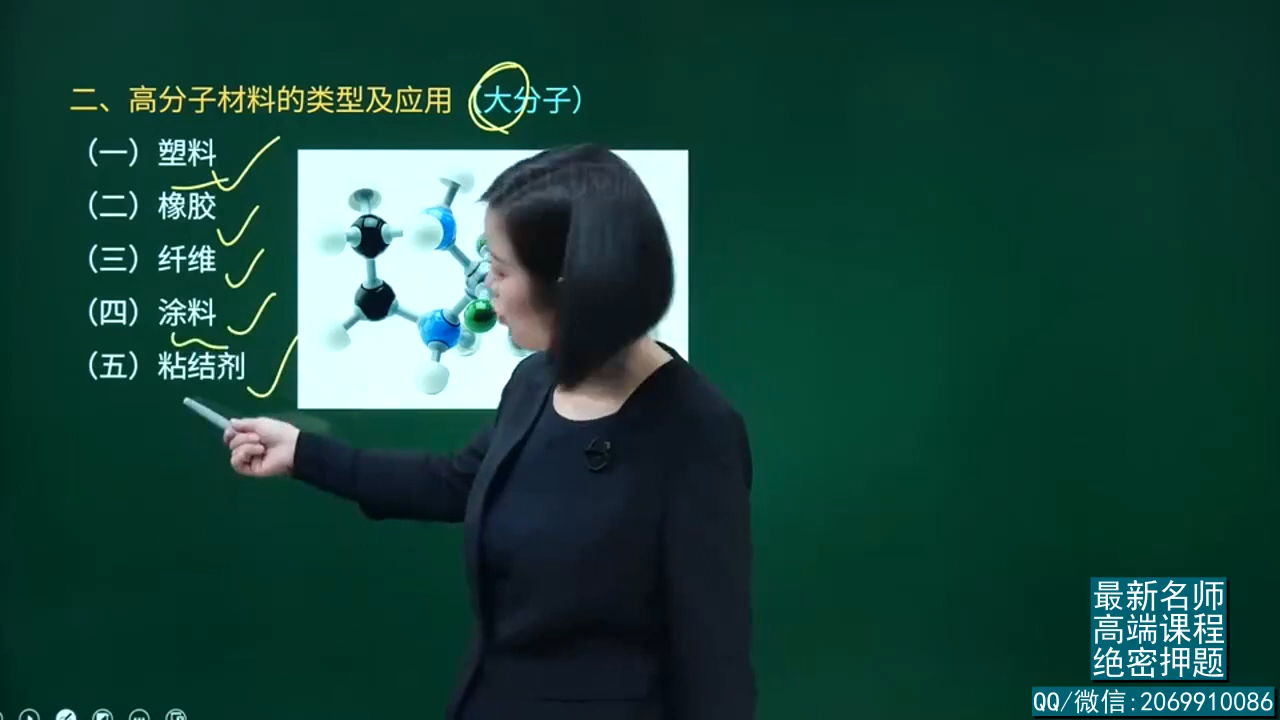 二、高分子材料的类型及应用（大分子）
（一）塑料
（二）橡胶
（三）纤维
（四）涂料
（五）粘结剂
最新名师
高端课程
绝密押题
QQ/微信:2069910086